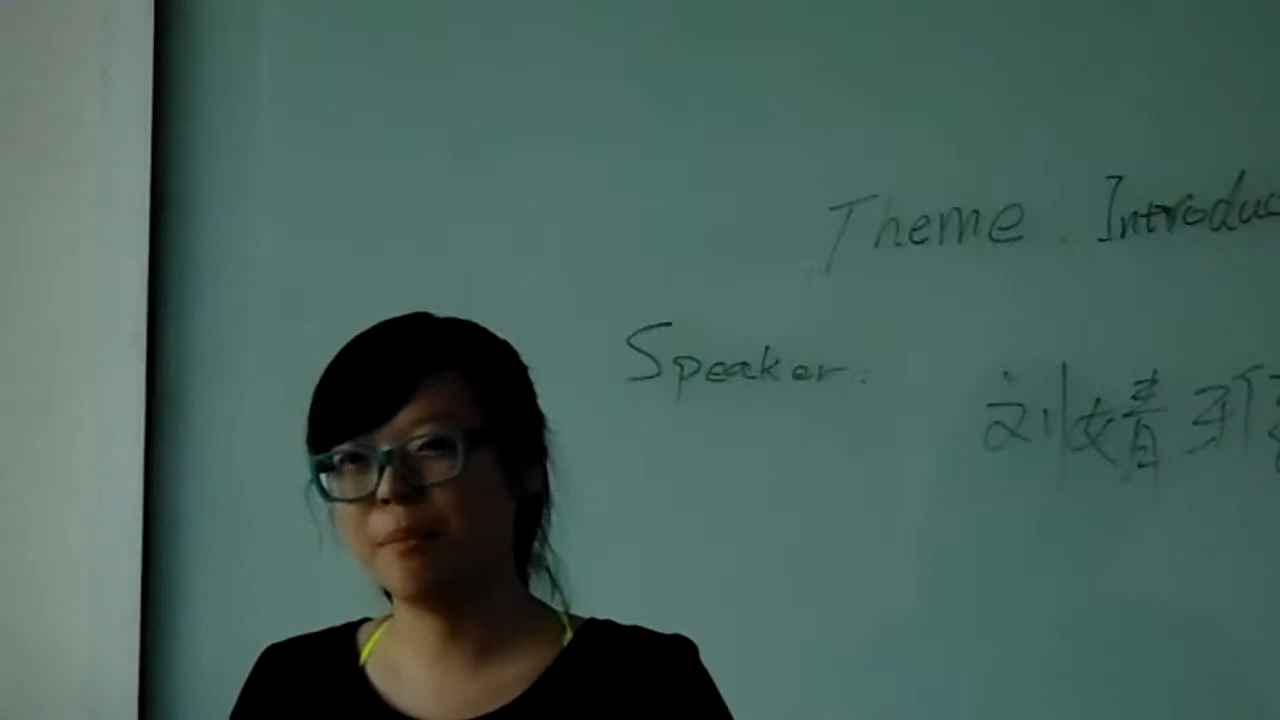 Theme. Introduc
Speaker:
刘婧